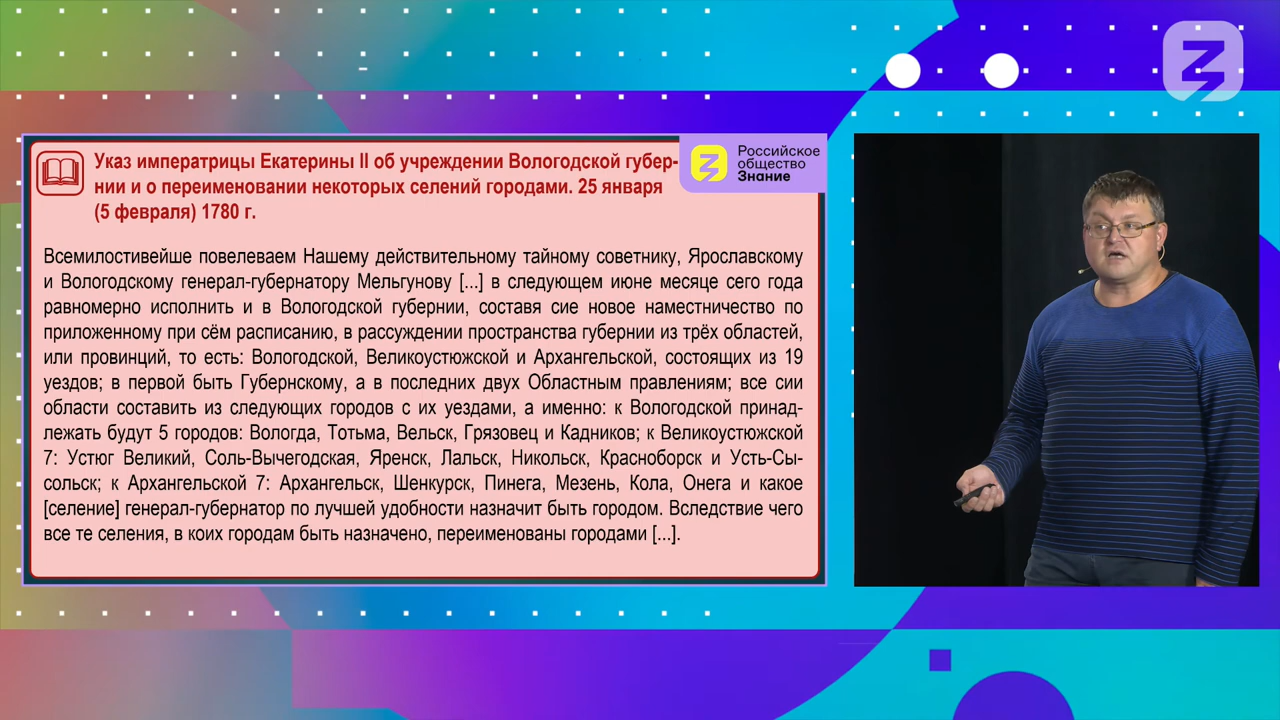 Указ императрицы Екатерины II об учреждении Вологодской губер-
нии и о переименовании некоторых селений городами. 25 января
(5 февраля) 1780 г.
Российское
общество
Знание
Всемилостивейше повелеваем Нашему действительному тайному советнику, Ярославскому
и Вологодскому генерал-губернатору Мельгунову [...] в следующем июне месяце сего года
равномерно исполнить и в Вологодской губернии, составя сие новое наместничество по
приложенному при сём расписанию, в рассуждении пространства губернии из трёх областей,
или провинций, то есть: Вологодской, Великоустюжской и Архангельской, состоящих из 19
уездов; в первой быть Губернскому, а в последних двух Областным правлениям; все сии
области составить из следующих городов с их уездами, а именно: к Вологодской принад-
лежать будут 5 городов: Вологда, Тотьма, Вельск, Грязовец и Кадников; к Великоустюжской
7: Устюг Великий, Соль-Вычегодская, Яренск, Лальск, Никольск, Красноборск и Усть-Сы-
сольск; к Архангельской 7: Архангельск, Шенкурск, Пинега, Мезень, Кола, Онега и какое
[селение] генерал-губернатор по лучшей удобности назначит быть городом. Вследствие чего
все те селения, в коих городам быть назначено, переименованы городами [...].